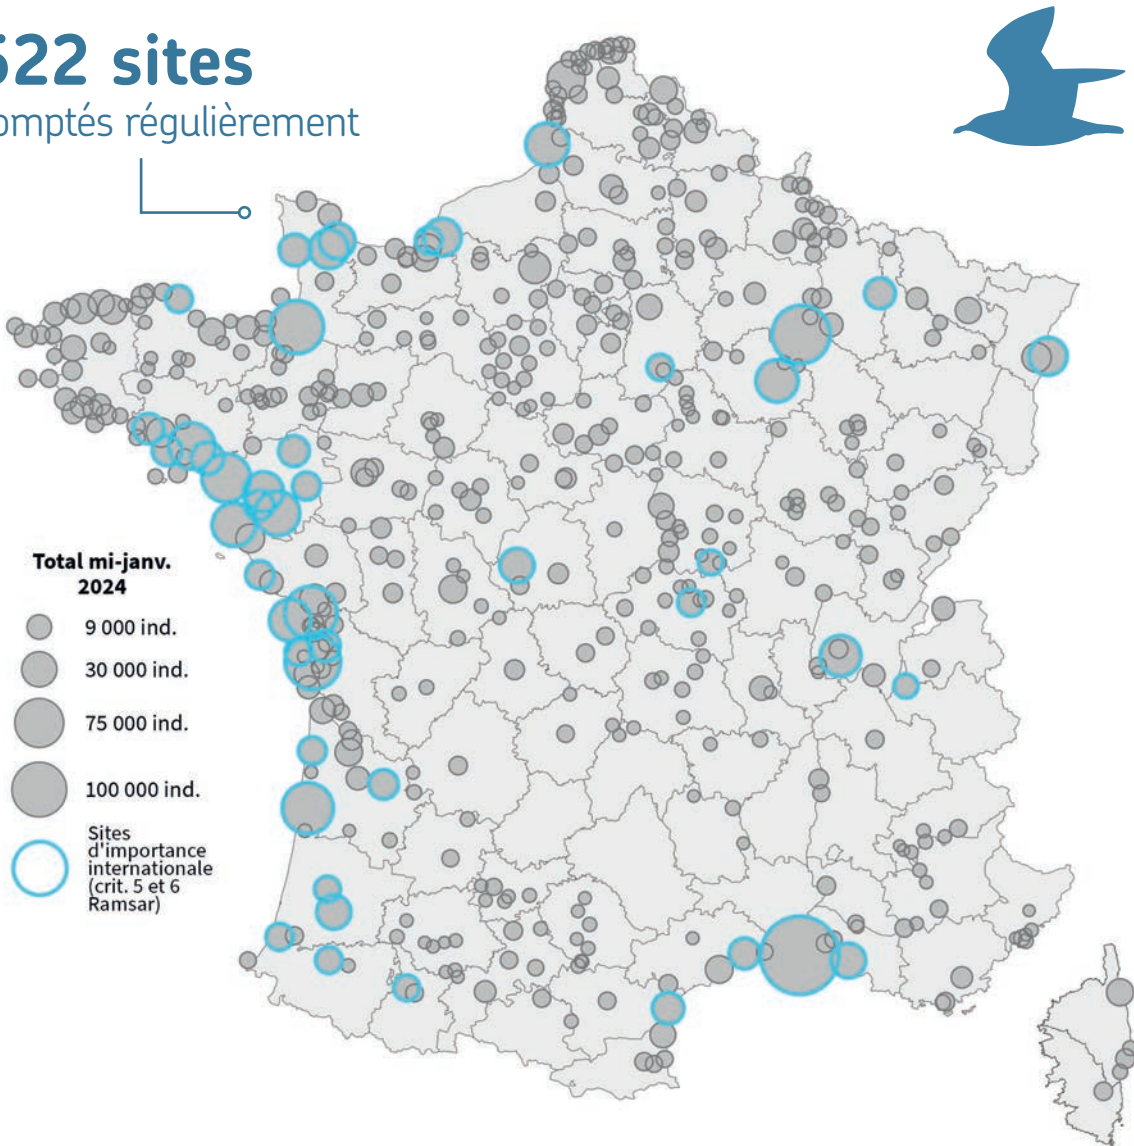 522 sites
omptés régulièrement
Total mi-janv.
2024
9 000 ind.
30 000 ind.
75 000 ind.
100 000 ind.
Sites
d'importance
internationale
(crit. 5 et 6
Ramsar)